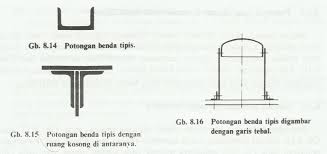 Gb. 8.14 Potongan benda tipis.
Gb. 8.15 Potongan benda tipis dengan
ruang kosong di antaranya.
Gb. 8.16 Potongan benda tipis digambar
dengan garis tebal.